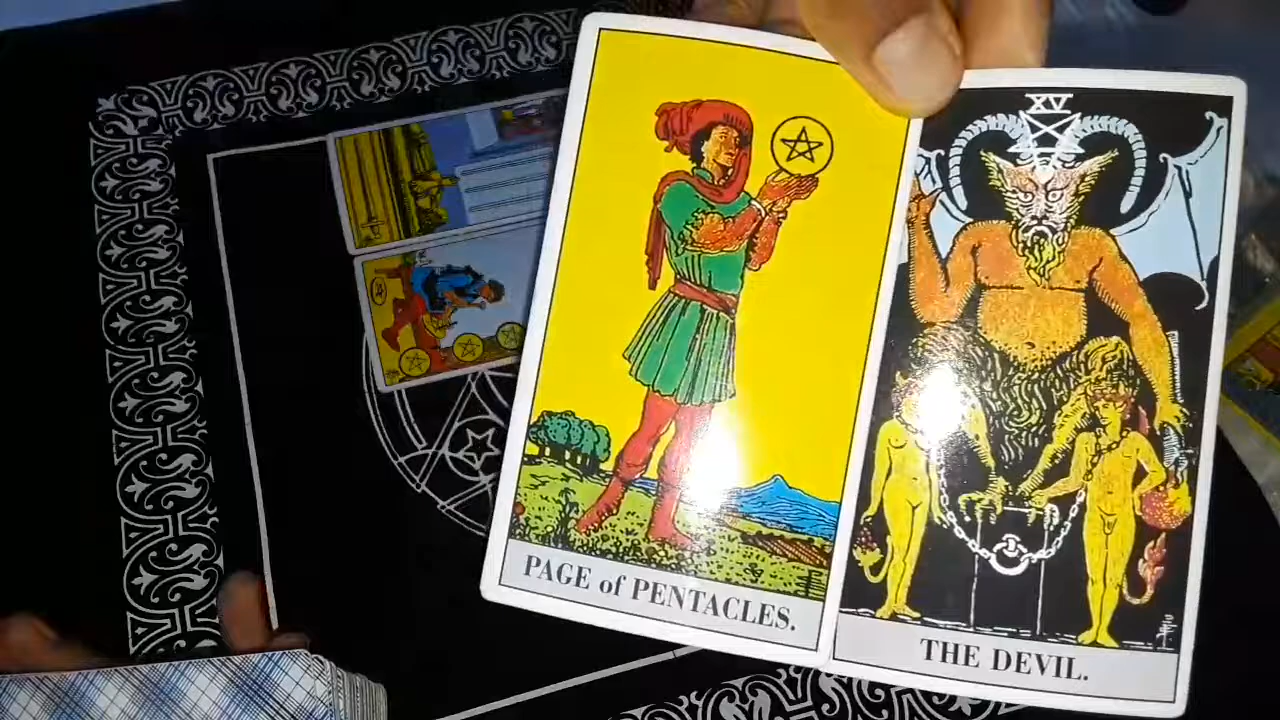 XV
PAGE of PENTACLES.
THE DEVIL.